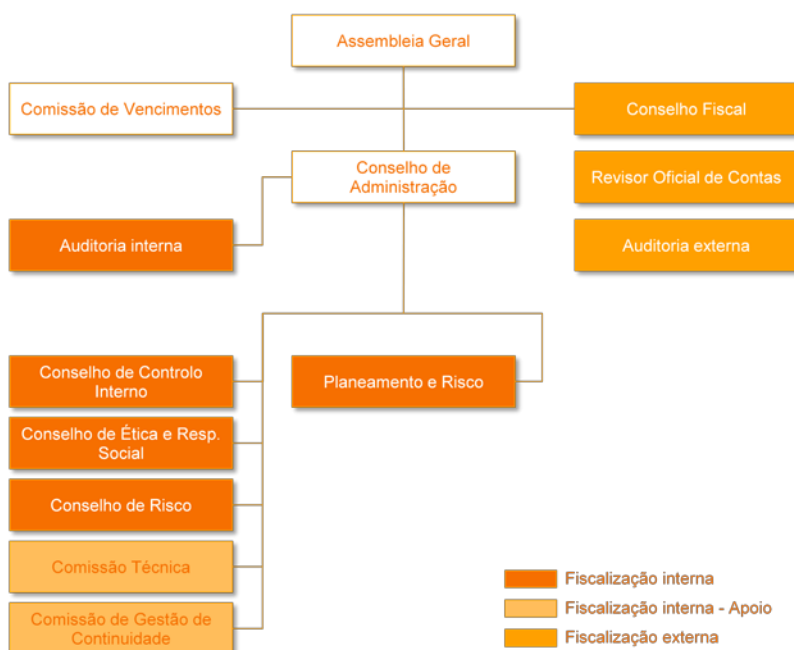 Assembleia Geral
Comissão de Vencimentos
Conselho Fiscal
Conselho de
Administração
Revisor Oficial de Contas
Auditoria interna
Auditoria externa
Conselho de Controlo
Interno
Planeamento e Risco
Conselho de Ética e Resp.
Social
Conselho de Risco
Comissão Técnica
Comissão de Gestão de
Continuidade
Fiscalização interna
Fiscalização interna - Apoio
Fiscalização externa